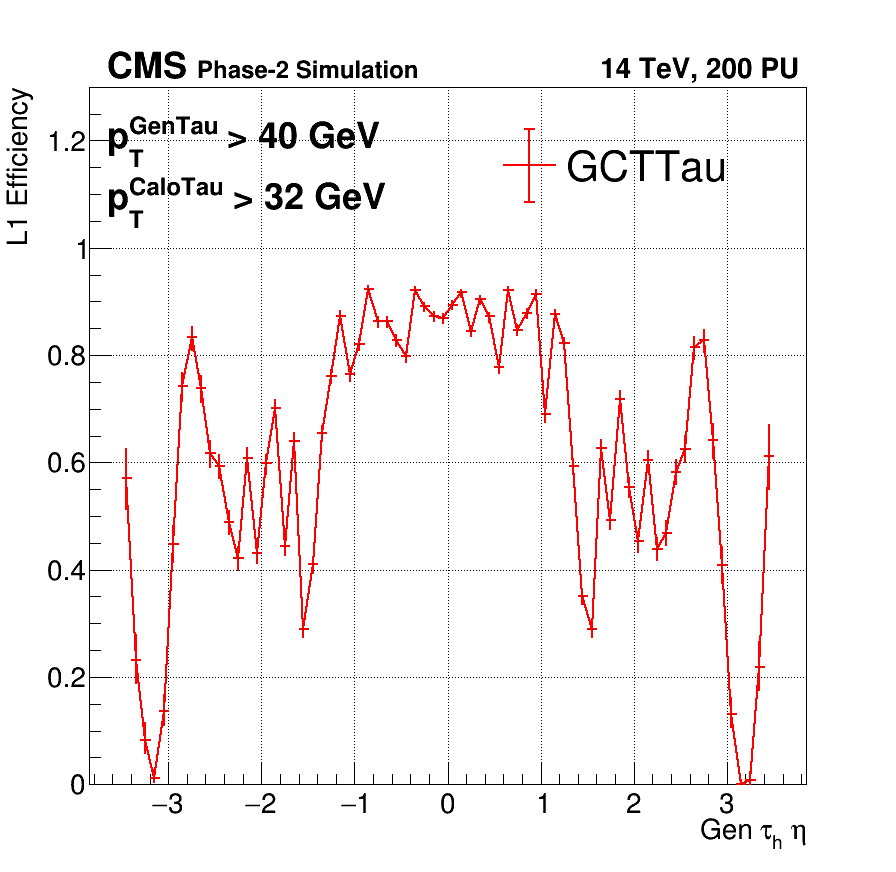 CMS Phase-2 Simulation 14 TeV, 200 PU
L1 Efficiency
p_T^GenTau > 40 GeV
p_T^CaloTau > 32 GeV
GCTTau
1.2
1
0.8
0.6
0.4
0.2
0
−3 −2 −1 0 1 2 3
Gen τ_h η